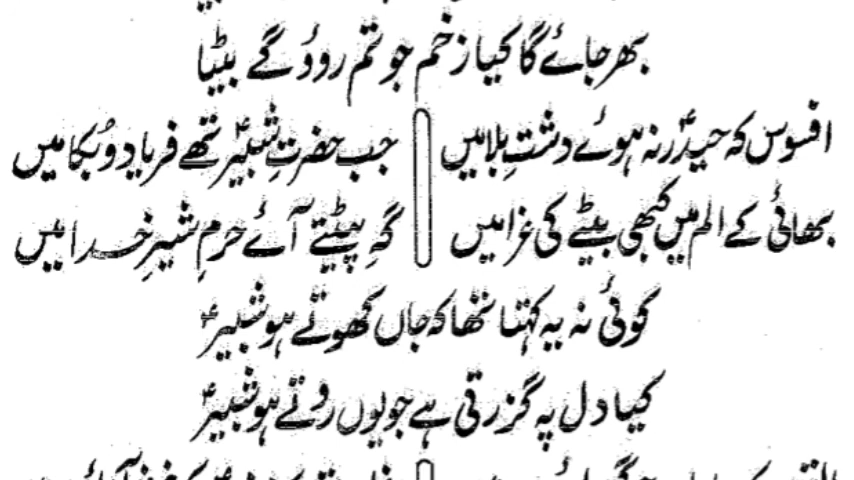 بھر جائے گا کیا زخم جو تم روؤ گے بیٹا
افسوس کہ حیدرؑ نہ ہوئے دشتِ بلا میں جب حضرتِ شبیرؑ تھے فریاد و بُکا میں
بھائی کے الم میں کبھی بیٹے کی عزا میں گہِ پیٹتے آئے حرمِ شیرِ خدا میں
کوئی نہ یہ کہتا تھا کہ جاں کھوتے ہو شبیرؑ
کیا دل پہ گزرتی ہے جو یوں روتے ہو شبیرؑ